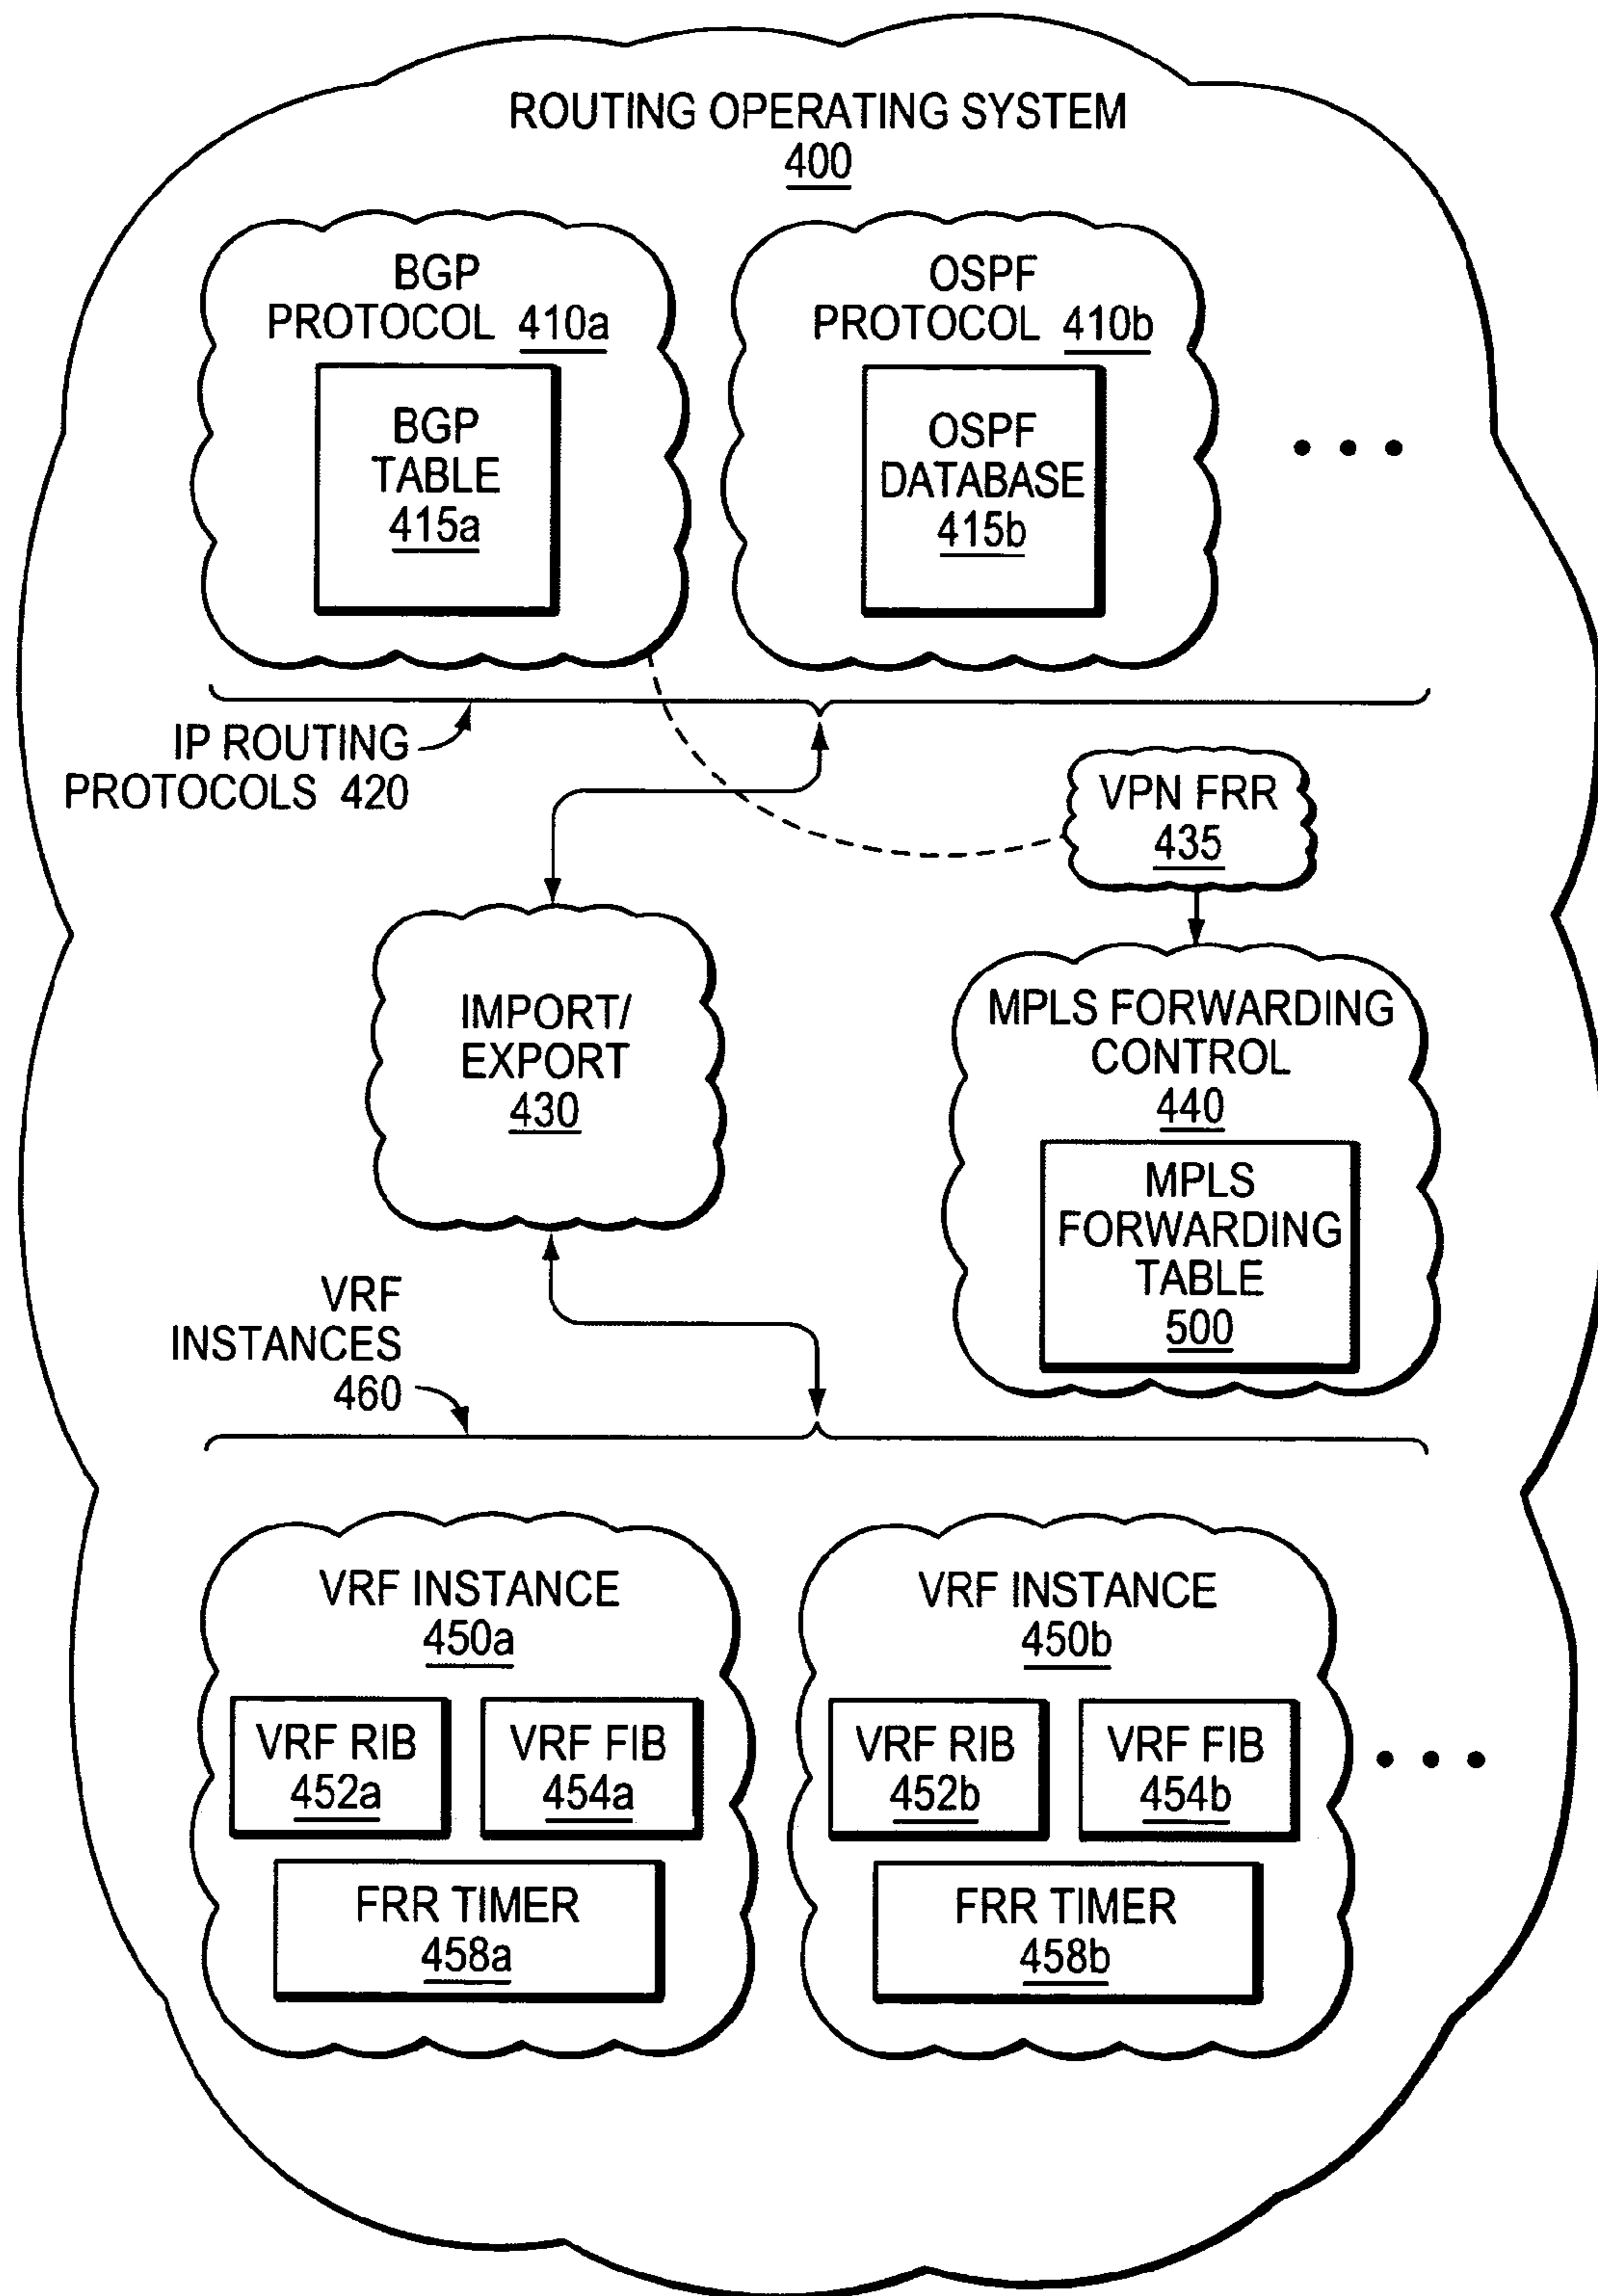 ROUTING OPERATING SYSTEM
400
BGP
PROTOCOL 410a
BGP
TABLE
415a
OSPF
PROTOCOL 410b
OSPF
DATABASE
415b
• • •
IP ROUTING
PROTOCOLS 420
VPN FRR
435
IMPORT/
EXPORT
430
MPLS FORWARDING
CONTROL
440
MPLS
FORWARDING
TABLE
500
VRF
INSTANCES
460
VRF INSTANCE
450a
VRF RIB
452a
VRF FIB
454a
FRR TIMER
458a
VRF INSTANCE
450b
VRF RIB
452b
VRF FIB
454b
FRR TIMER
458b
• • •